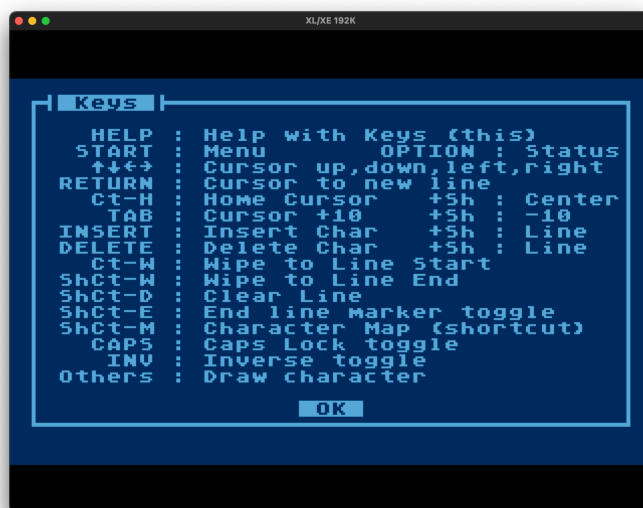 XL/XE 192K
Keys
HELP : Help with Keys (this)
START : Menu OPTION : Status
↑↓←→ : Cursor up,down,left,right
RETURN : Cursor to new line
Ct-H : Home Cursor +Sh : Center
TAB : Cursor +10 +Sh : -10
INSERT : Insert Char +Sh : Line
DELETE : Delete Char +Sh : Line
Ct-W : Wipe to Line Start
ShCt-W : Wipe to Line End
ShCt-D : Clear Line
ShCt-E : End line marker toggle
ShCt-M : Character Map (shortcut)
CAPS : Caps Lock toggle
INV : Inverse toggle
Others : Draw character
OK